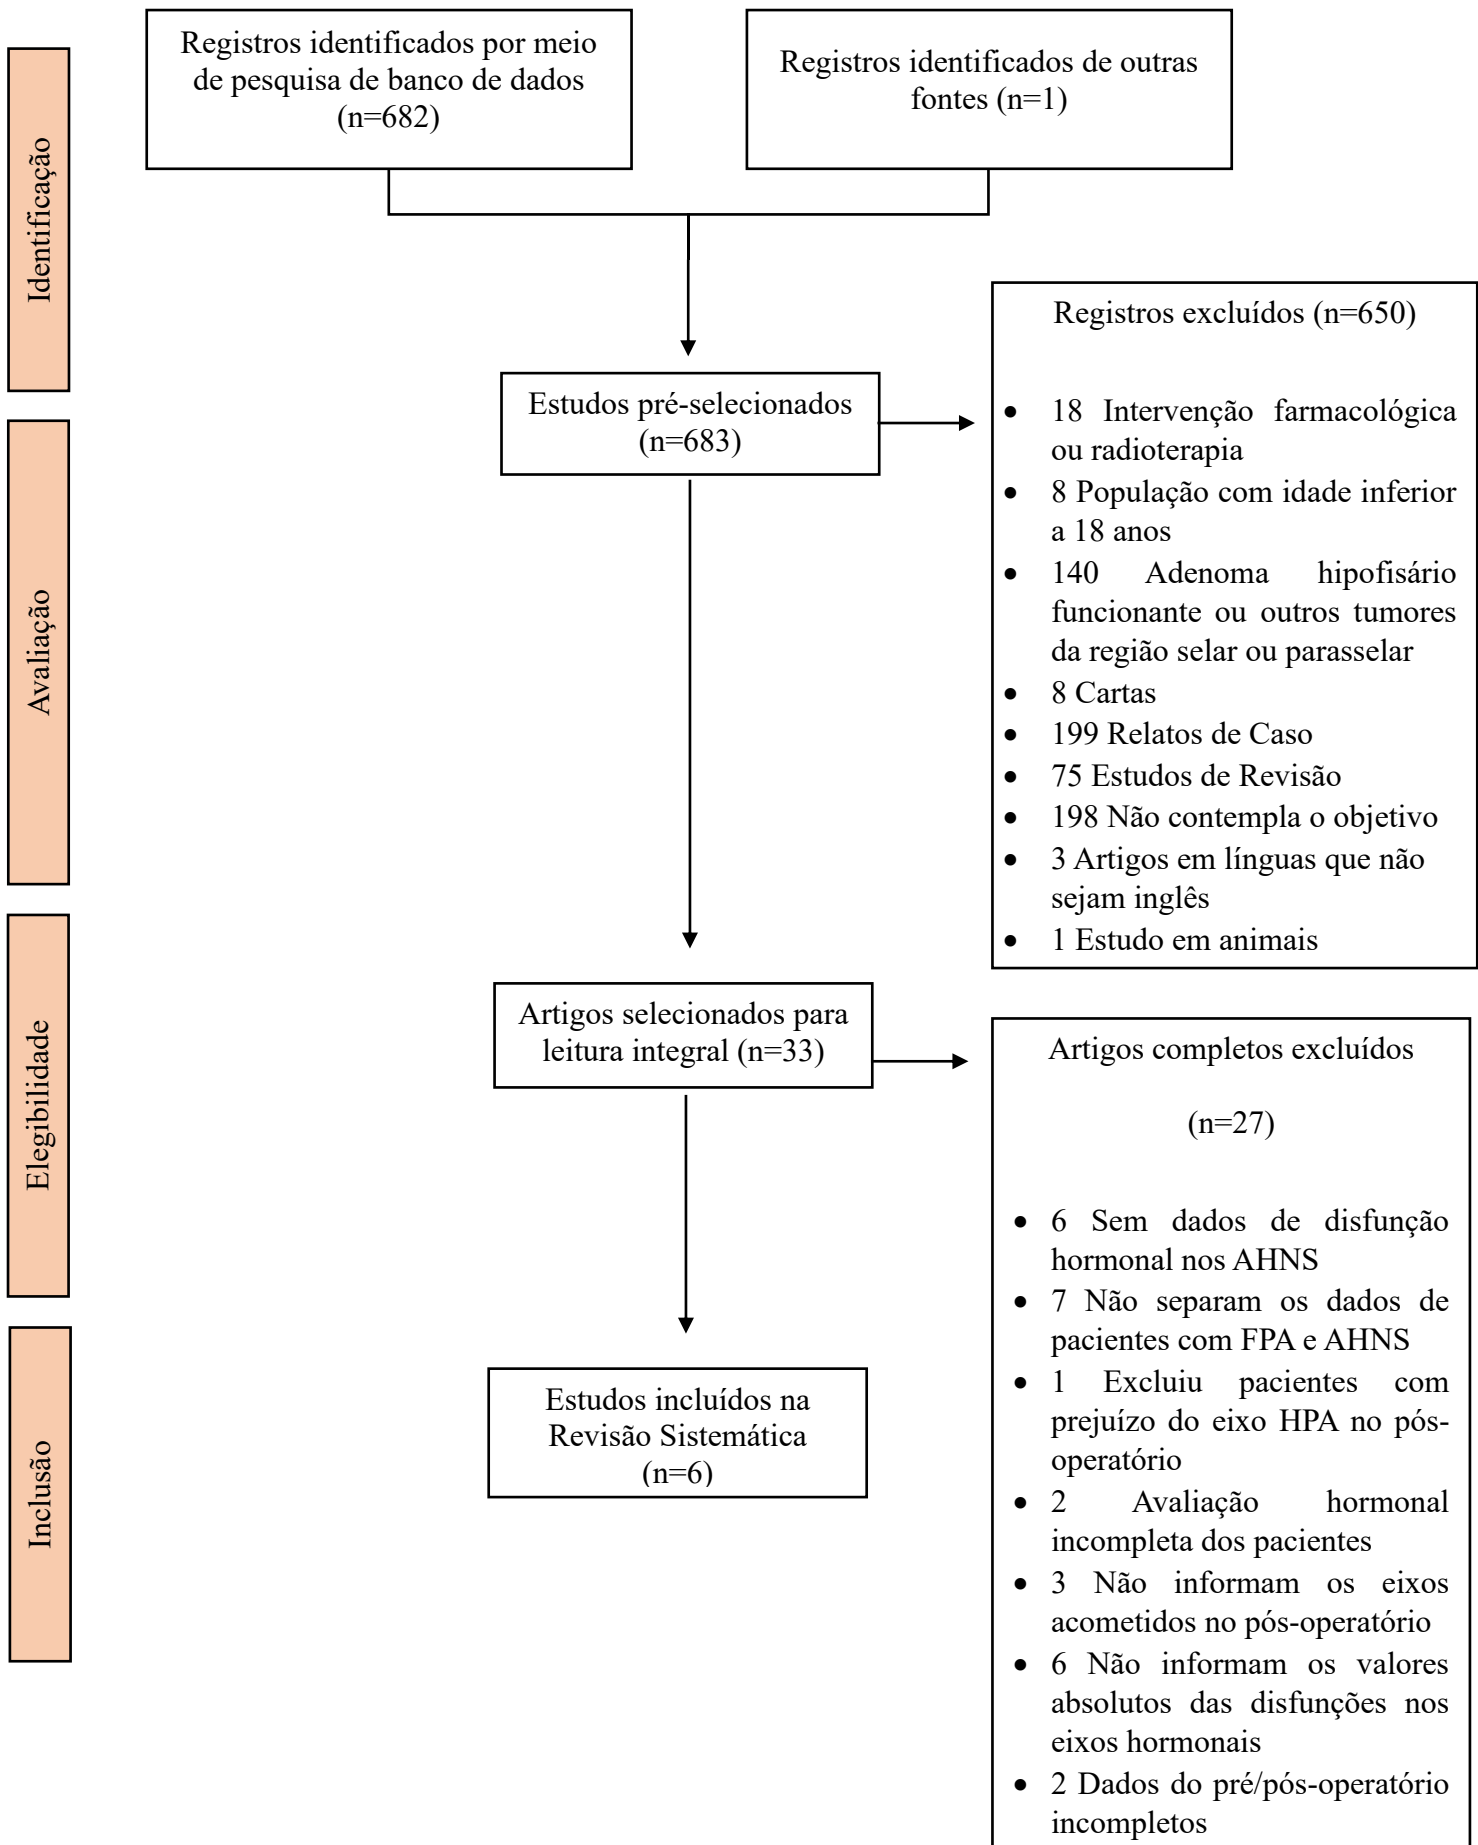 Registros identificados por meio
de pesquisa de banco de dados
(n=682)
Registros identificados de outras
fontes (n=1)
Identificação
Registros excluídos (n=650)
• 18 Intervenção farmacológica
ou radioterapia
• 8 População com idade inferior
a 18 anos
• 140 Adenoma hipofisário
funcionante ou outros tumores
da região selar ou parasselar
• 8 Cartas
• 199 Relatos de Caso
• 75 Estudos de Revisão
• 198 Não contempla o objetivo
• 3 Artigos em línguas que não
sejam inglês
• 1 Estudo em animais
Estudos pré-selecionados
(n=683)
Avaliação
Artigos selecionados para
leitura integral (n=33)
Elegibilidade
Artigos completos excluídos
(n=27)
• 6 Sem dados de disfunção
hormonal nos AHNS
• 7 Não separam os dados de
pacientes com FPA e AHNS
• 1 Excluiu pacientes com
prejuízo do eixo HPA no pós-
operatório
• 2 Avaliação hormonal
incompleta dos pacientes
• 3 Não informam os eixos
acometidos no pós-operatório
• 6 Não informam os valores
absolutos das disfunções nos
eixos hormonais
• 2 Dados do pré/pós-operatório
incompletos
Estudos incluídos na
Revisão Sistemática
(n=6)
Inclusão